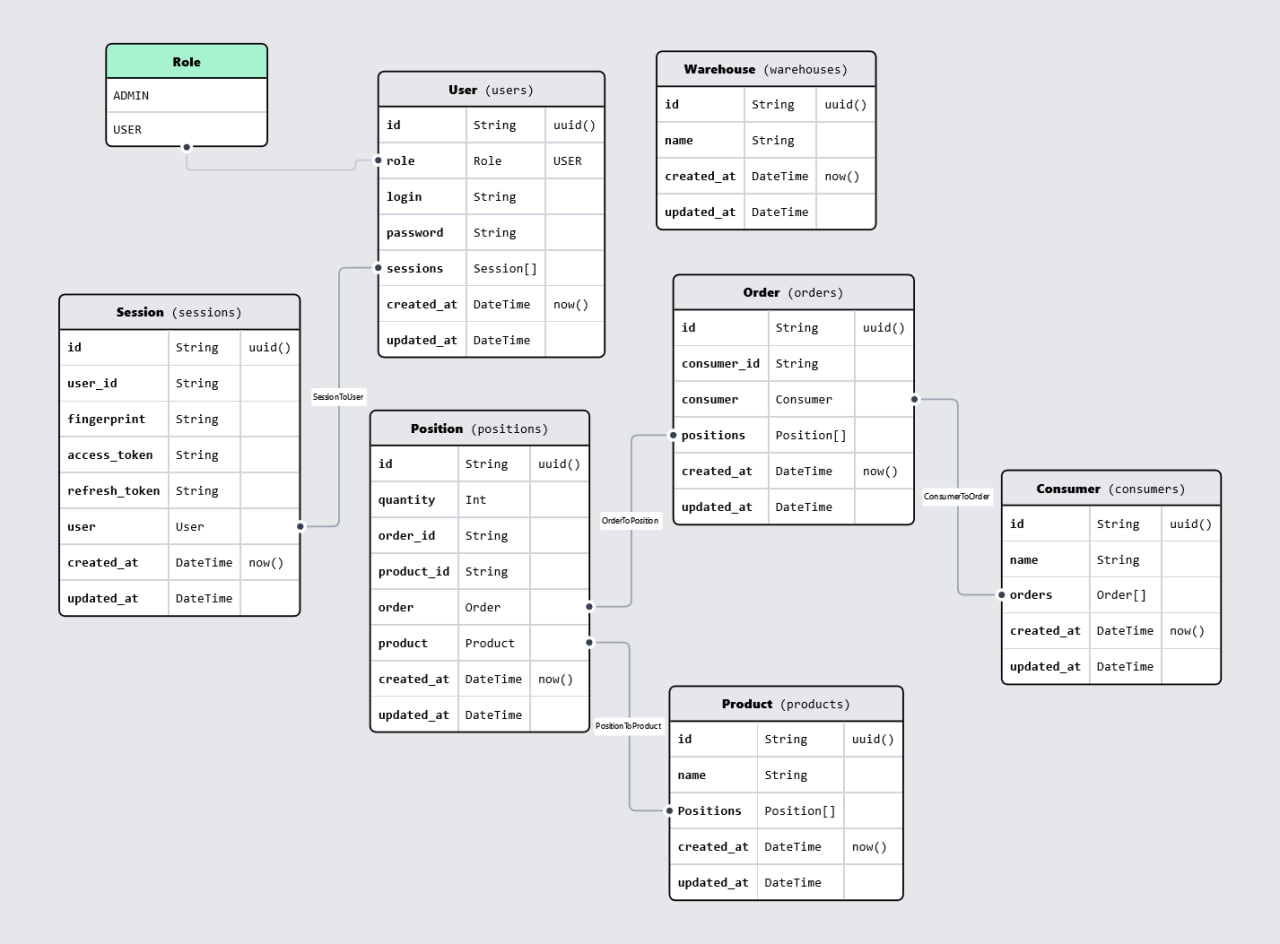 Role
ADMIN
USER
User (users)
id String uuid()
role Role USER
login String
password String
sessions Session[]
created_at DateTime now()
updated_at DateTime
Warehouse (warehouses)
id String uuid()
name String
created_at DateTime now()
updated_at DateTime
Session (sessions)
id String uuid()
user_id String
fingerprint String
access_token String
refresh_token String
user User
created_at DateTime now()
updated_at DateTime
SessionToUser
Position (positions)
id String uuid()
quantity Int
order_id String
product_id String
order Order
product Product
created_at DateTime now()
updated_at DateTime
Order (orders)
id String uuid()
consumer_id String
consumer Consumer
positions Position[]
created_at DateTime now()
updated_at DateTime
OrderToPosition
ConsumerToOrder
Consumer (consumers)
id String uuid()
name String
orders Order[]
created_at DateTime now()
updated_at DateTime
PositionToProduct
Product (products)
id String uuid()
name String
Positions Position[]
created_at DateTime now()
updated_at DateTime